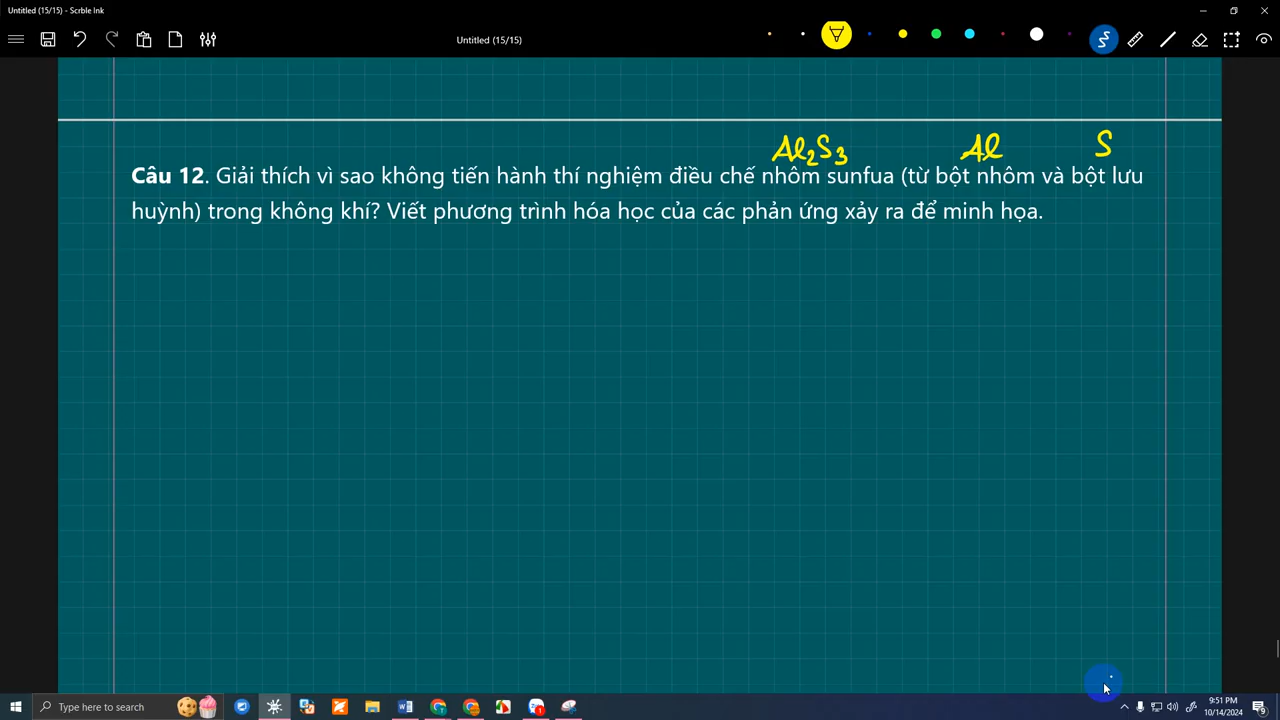 Untitled (15/15) - Scrble Ink
Untitled (15/15)
Al₂S₃ Al S
Câu 12. Giải thích vì sao không tiến hành thí nghiệm điều chế nhôm sunfua (từ bột nhôm và bột lưu
huỳnh) trong không khí? Viết phương trình hóa học của các phản ứng xảy ra để minh họa.
Type here to search
9:51 PM
10/14/2024